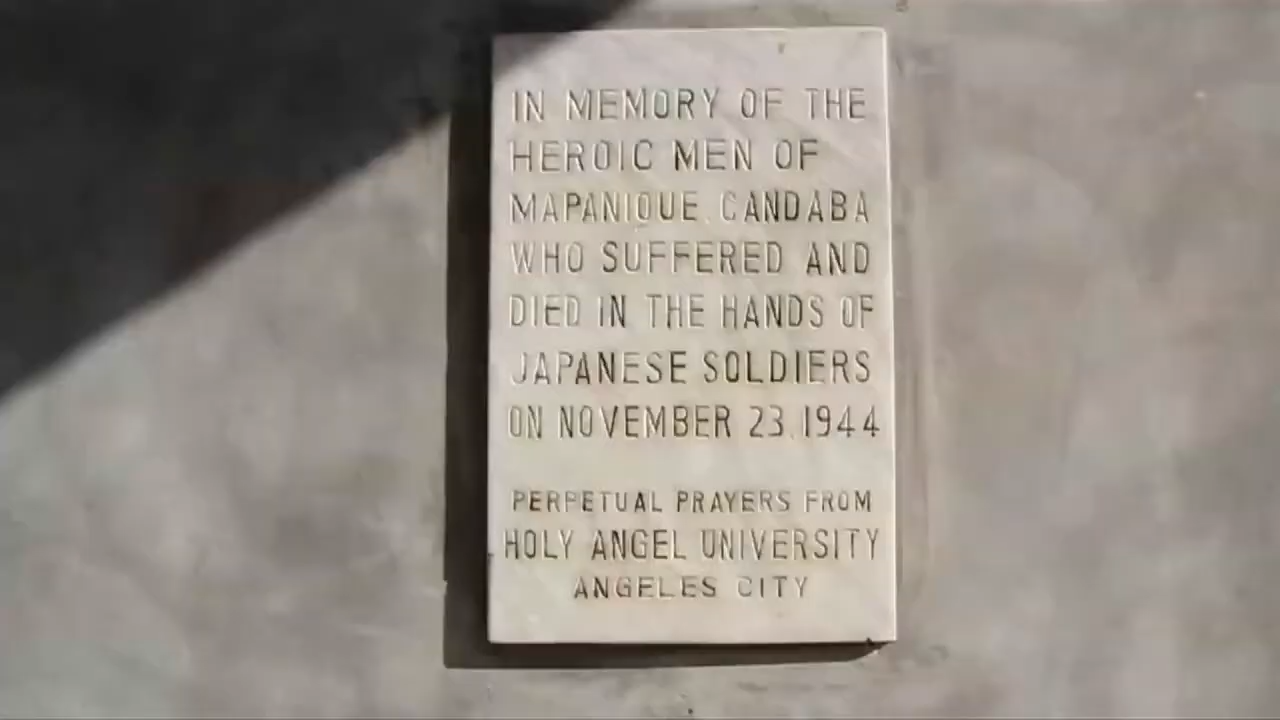 IN MEMORY OF THE
HEROIC MEN OF
MAPANIQUE, CANDABA
WHO SUFFERED AND
DIED IN THE HANDS OF
JAPANESE SOLDIERS
ON NOVEMBER 23, 1944
PERPETUAL PRAYERS FROM
HOLY ANGEL UNIVERSITY
ANGELES CITY